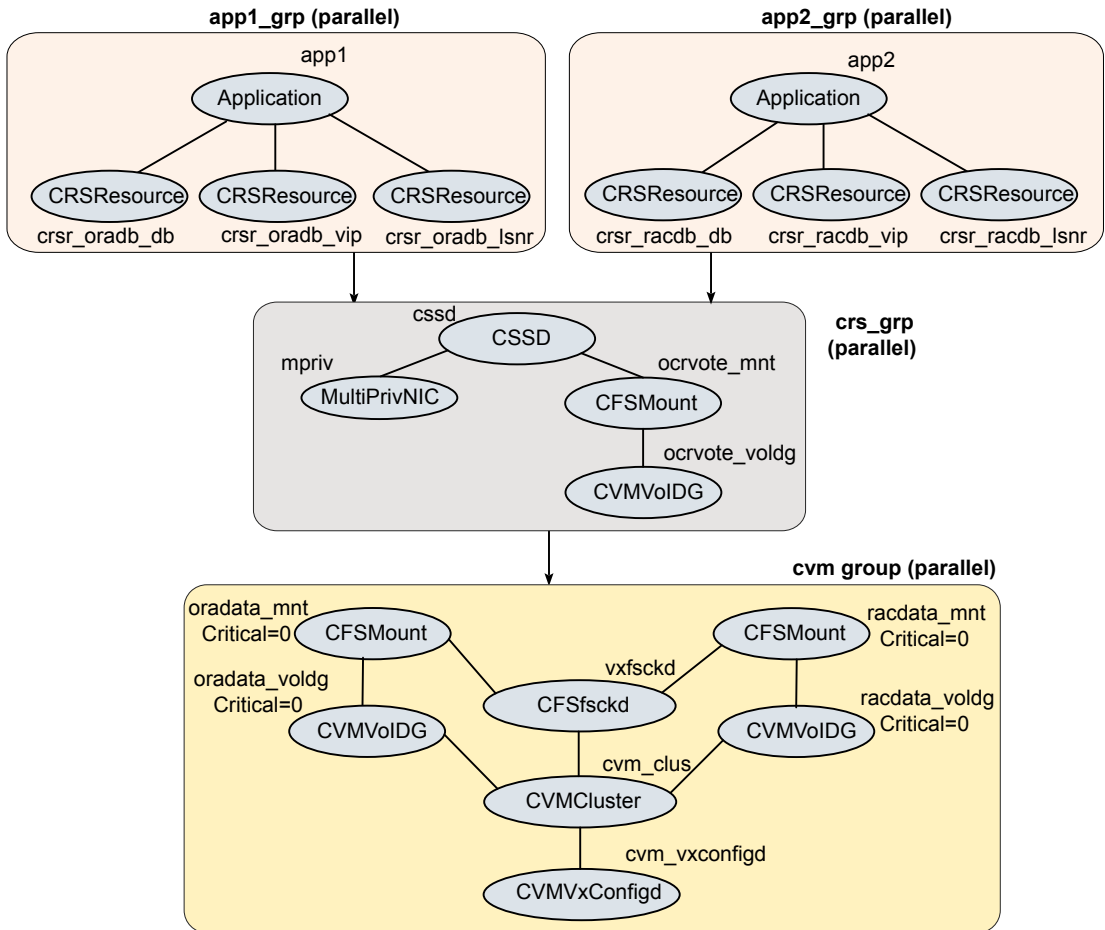 app1_grp (parallel)
app2_grp (parallel)
app1
Application
CRSResource
CRSResource
CRSResource
crsr_oradb_db
crsr_oradb_vip
crsr_oradb_lsnr
app2
Application
CRSResource
CRSResource
CRSResource
crsr_racdb_db
crsr_racdb_vip
crsr_racdb_lsnr
crs_grp
(parallel)
cssd
CSSD
mpriv
MultiPrivNIC
ocrvote_mnt
CFSMount
ocrvote_voldg
CVMVolDG
cvm group (parallel)
oradata_mnt
Critical=0
CFSMount
racdata_mnt
Critical=0
CFSMount
oradata_voldg
Critical=0
CVMVolDG
vxfsckd
CFSfsckd
racdata_voldg
Critical=0
CVMVolDG
cvm_clus
CVMCluster
cvm_vxconfigd
CVMVxConfigd